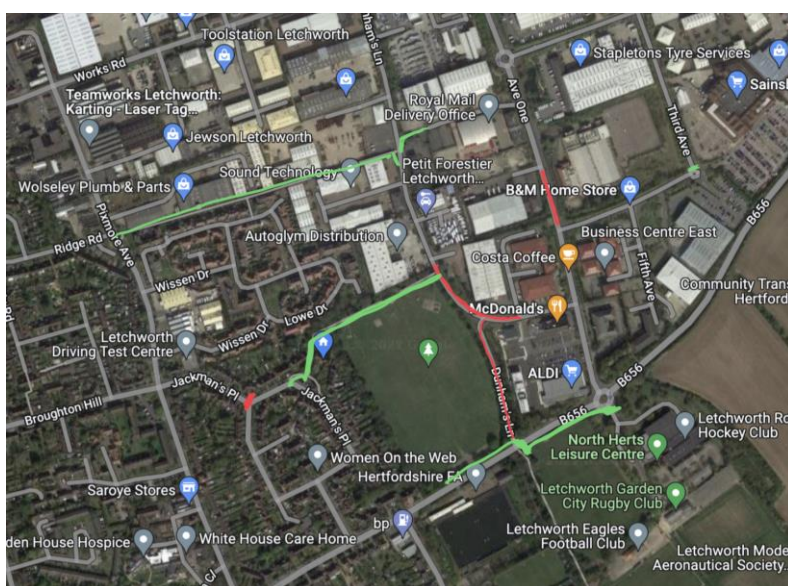 Toolstation Letchworth
Dunham's Ln
Works Rd
Stapletons Tyre Services
Ave One
Sainsb
Teamworks Letchworth:
Karting - Laser Tag...
Royal Mail
Delivery Office
Third Ave
Jewson Letchworth
Sound Technology
Petit Forestier
Letchworth...
Wolseley Plumb & Parts
B&M Home Store
Pixmore Ave
B656
Ridge Rd
Autoglym Distribution
Business Centre East
Costa Coffee
Wissen Dr
Fifth Ave
Community Trans
Hertford
Lowe Dr
McDonald's
Wissen Dr
Letchworth
Driving Test Centre
Jackman's Pl
ALDI
Dunham's Ln
B656
Broughton Hill
Jackman's Pl
B656
Letchworth Ro
Hockey Club
North Herts
Leisure Centre
Women On the Web
Hertfordshire FA
Saroye Stores
Letchworth Garden
City Rugby Club
bp
Letchworth Eagles
Football Club
den House Hospice
White House Care Home
Letchworth Mode
Aeronautical Society...